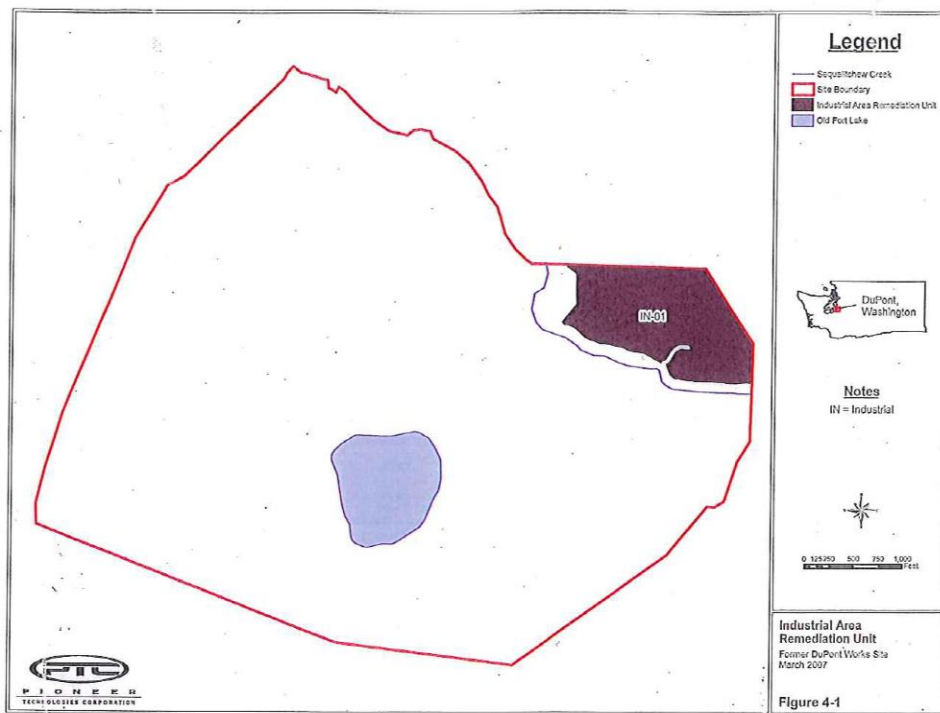 Legend
Sequalitchew Creek
Site Boundary
Industrial Area Remediation Unit
Old Fort Lake
IN-01
DuPont,
Washington
Notes
IN = Industrial
0 125250 500 750 1,000
Feet
Industrial Area
Remediation Unit
Former DuPont Works Site
March 2007
Figure 4-1
PTC
PIONEER
TECHNOLOGIES CORPORATION